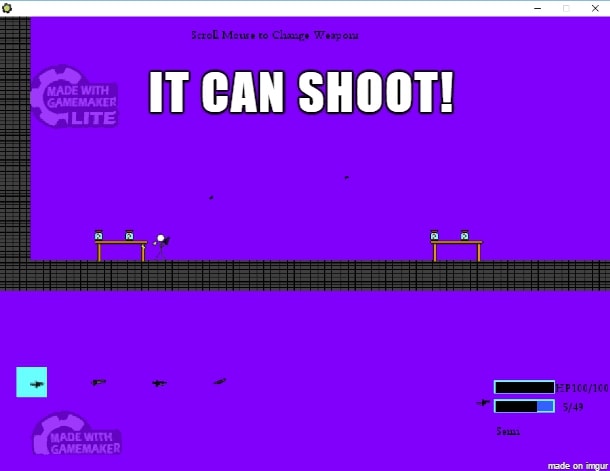 Scroll Mouse to Change Weapons
IT CAN SHOOT!
MADE WITH
GAMEMAKER
LITE
HP100/100
5/49
Semi
MADE WITH
GAMEMAKER
made on imgur